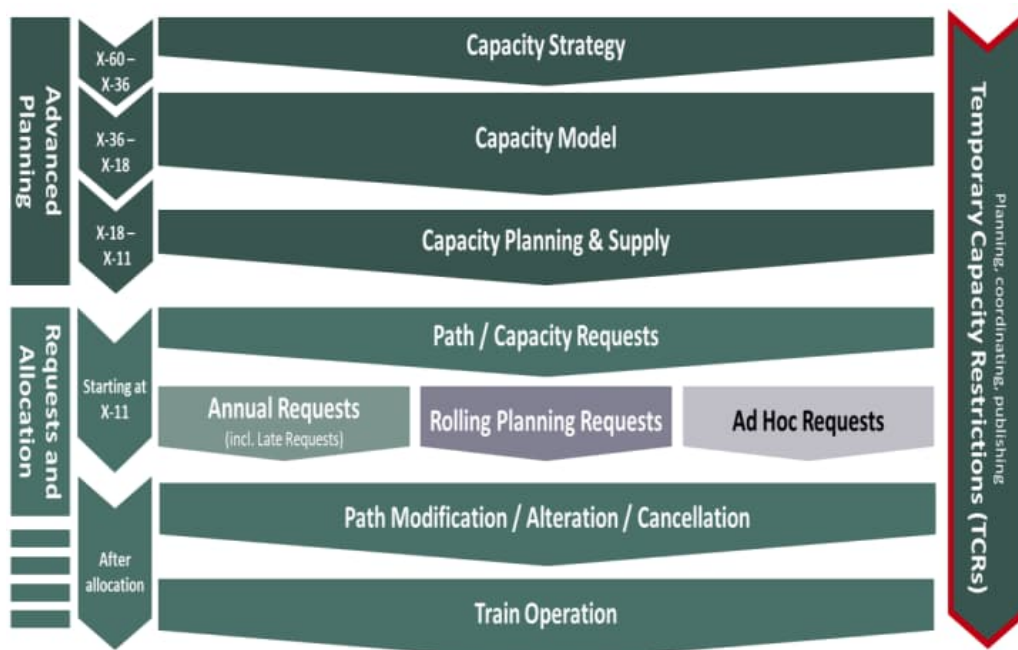 Advanced
Planning
X-60 –
X-36
Capacity Strategy
X-36 –
X-18
Capacity Model
X-18 –
X-11
Capacity Planning & Supply
Requests and
Allocation
Starting at
X-11
Path / Capacity Requests
Annual Requests
(incl. Late Requests)
Rolling Planning Requests
Ad Hoc Requests
After
allocation
Path Modification / Alteration / Cancellation
Train Operation
Planning, coordinating, publishing
Temporary Capacity Restrictions (TCRs)